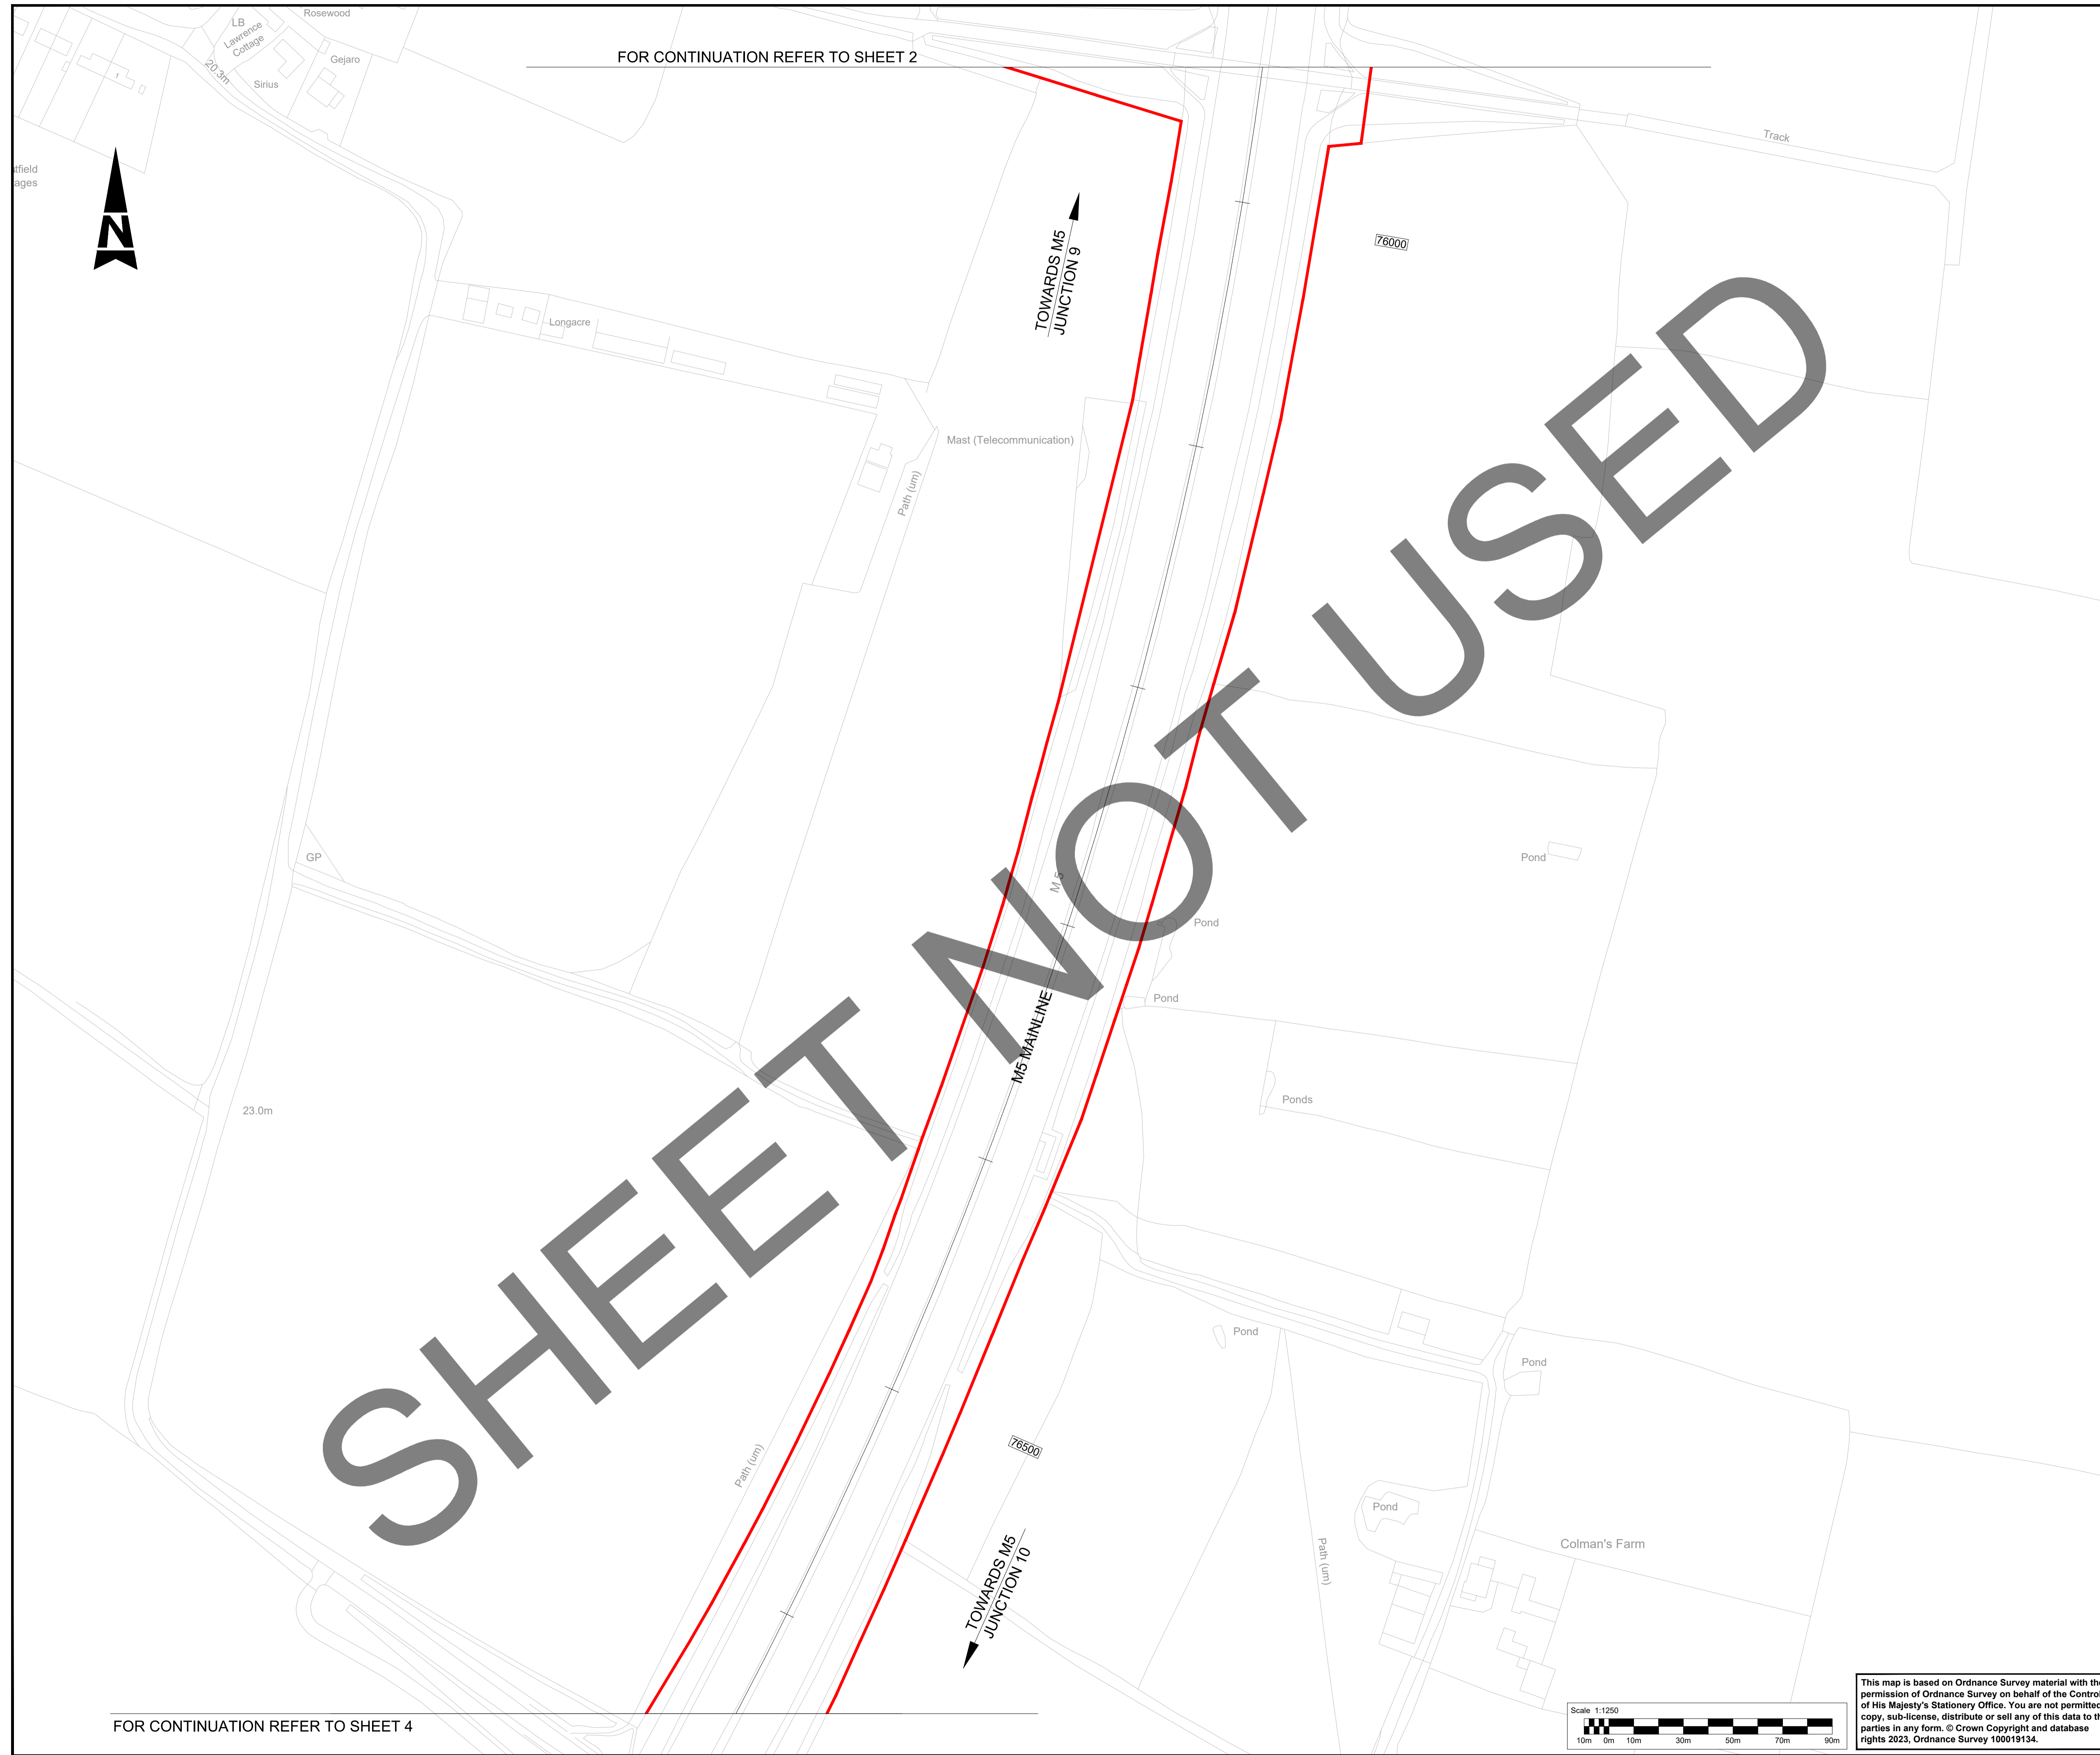 Rosewood
LB
Lawrence
Cottage
20.3m
Gejaro
Sirius
FOR CONTINUATION REFER TO SHEET 2
Track
tfield
ages
N
TOWARDS M5
JUNCTION 9
76000
Longacre
Mast (Telecommunication)
Path (um)
SHEET NOT USED
GP
M 5
Pond
Pond
Pond
M5 MAINLINE
Ponds
23.0m
Pond
Pond
76500
Path (um)
Pond
TOWARDS M5
JUNCTION 10
Path (um)
Colman's Farm
FOR CONTINUATION REFER TO SHEET 4
Scale 1:1250
10m 0m 10m 30m 50m 70m 90m
This map is based on Ordnance Survey material with the
permission of Ordnance Survey on behalf of the Control
of His Majesty's Stationery Office. You are not permitted
copy, sub-license, distribute or sell any of this data to th
parties in any form. © Crown Copyright and database
rights 2023, Ordnance Survey 100019134.